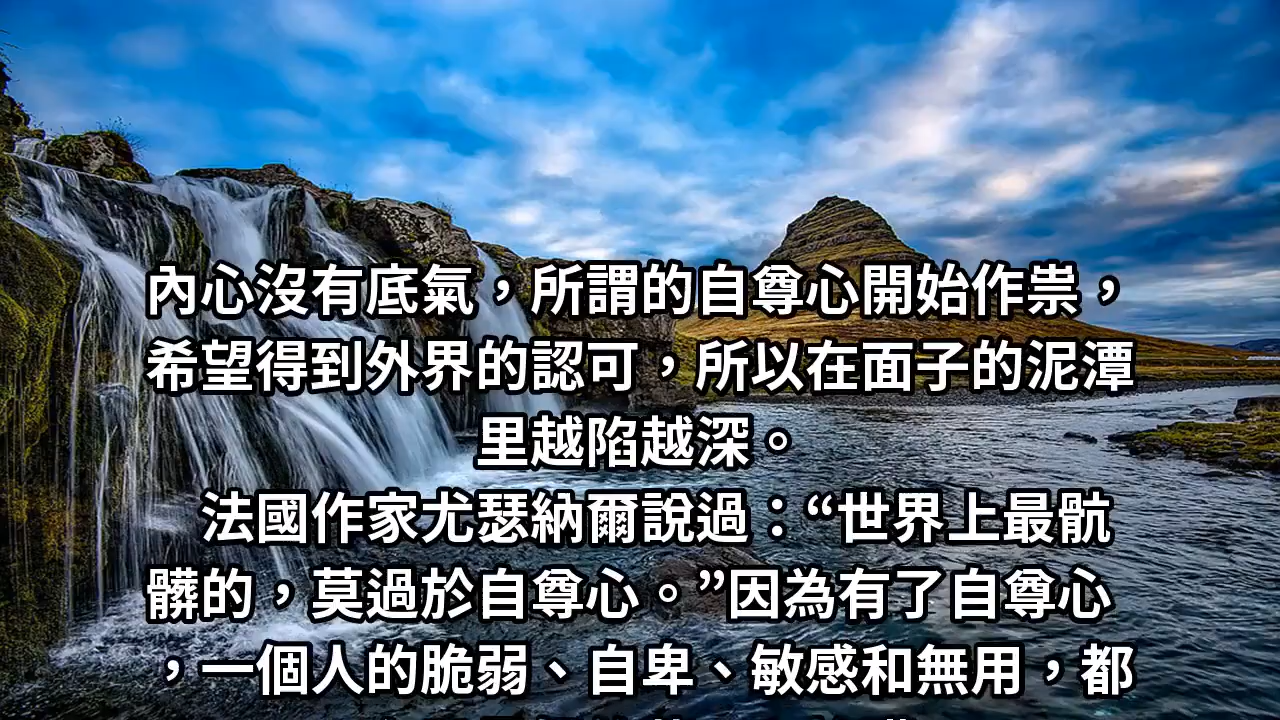 內心沒有底氣，所謂的自尊心開始作祟，
希望得到外界的認可，所以在面子的泥潭
里越陷越深。
法國作家尤瑟納爾說過：“世界上最骯
髒的，莫過於自尊心。”因為有了自尊心
，一個人的脆弱、自卑、敏感和無用，都